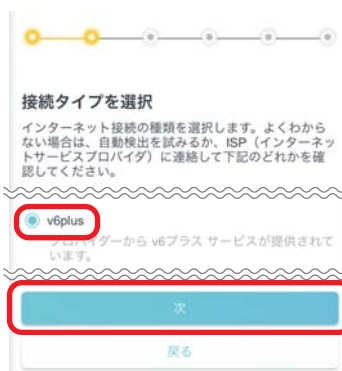 接続タイプを選択
インターネット接続の種類を選択します。よくわから
ない場合は、自動検出を試みるか、ISP（インターネッ
トサービスプロバイダ）に連絡して下記のどれかを確
認してください。
v6plus
プロバイダーから v6プラス サービスが提供されて
います。
次
戻る